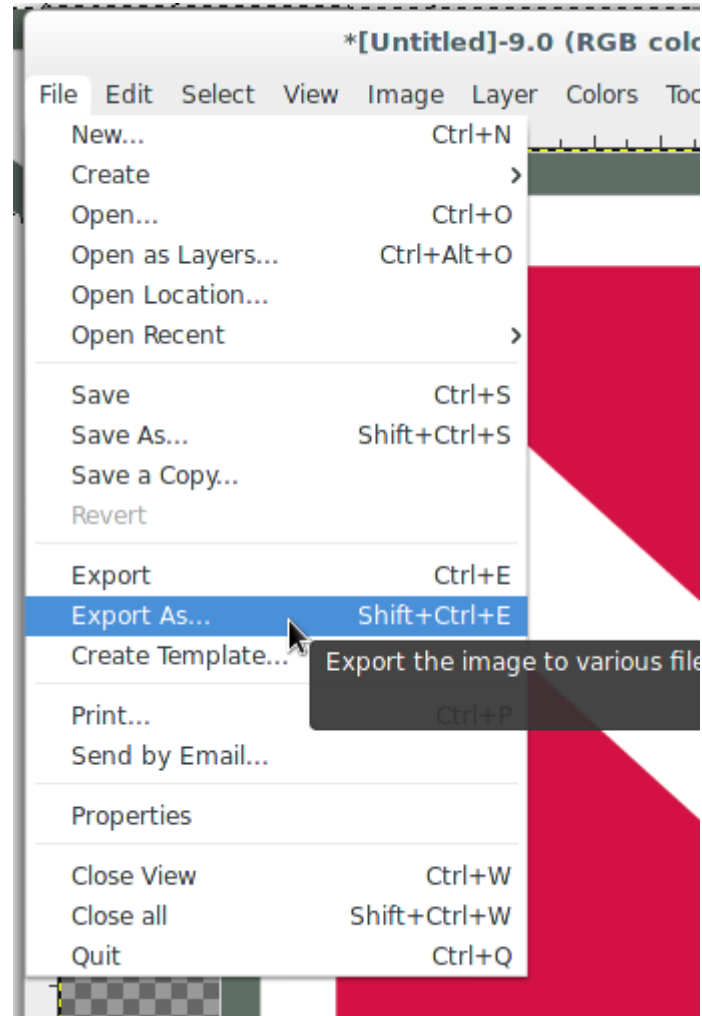 *[Untitled]-9.0 (RGB colo
File Edit Select View Image Layer Colors Too
New... Ctrl+N
Create
Open... Ctrl+O
Open as Layers... Ctrl+Alt+O
Open Location...
Open Recent
Save Ctrl+S
Save As... Shift+Ctrl+S
Save a Copy...
Revert
Export Ctrl+E
Export As... Shift+Ctrl+E
Create Template...
Export the image to various file
Print... Ctrl+P
Send by Email...
Properties
Close View Ctrl+W
Close all Shift+Ctrl+W
Quit Ctrl+Q